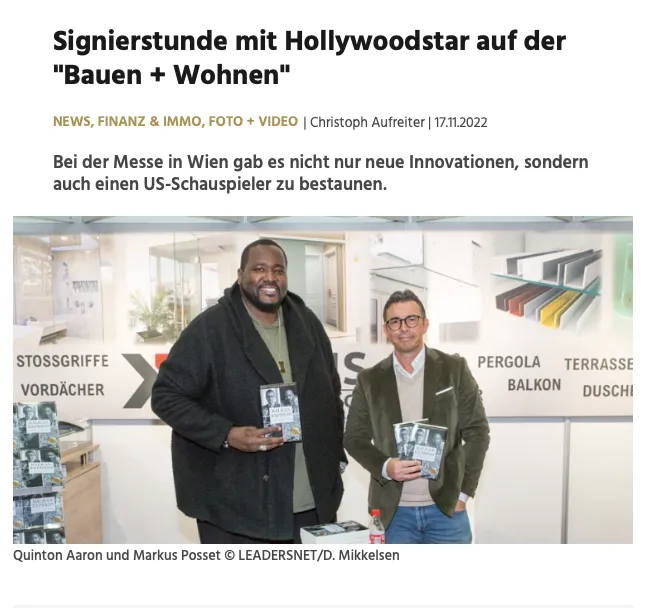 Signierstunde mit Hollywoodstar auf der
"Bauen + Wohnen"
NEWS, FINANZ & IMMO, FOTO + VIDEO | Christoph Aufreiter | 17.11.2022
Bei der Messe in Wien gab es nicht nur neue Innovationen, sondern
auch einen US-Schauspieler zu bestaunen.
STOSSGRIFFE
VORDÄCHER
PERGOLA
TERRASSE
BALKON
DUSCHE
Quinton Aaron und Markus Posset © LEADERSNET/D. Mikkelsen